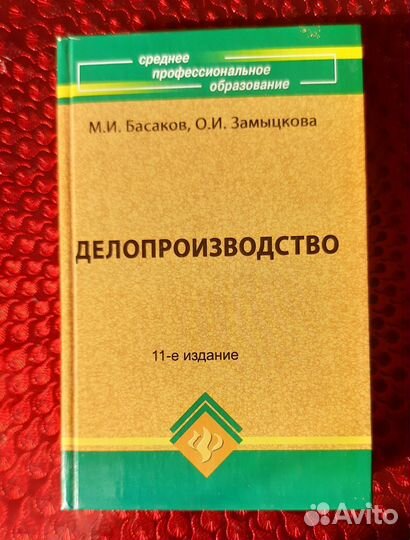 среднее
профессиональное
образование
М.И. Басаков, О.И. Замыцкова
ДЕЛОПРОИЗВОДСТВО
11-е издание
Avito